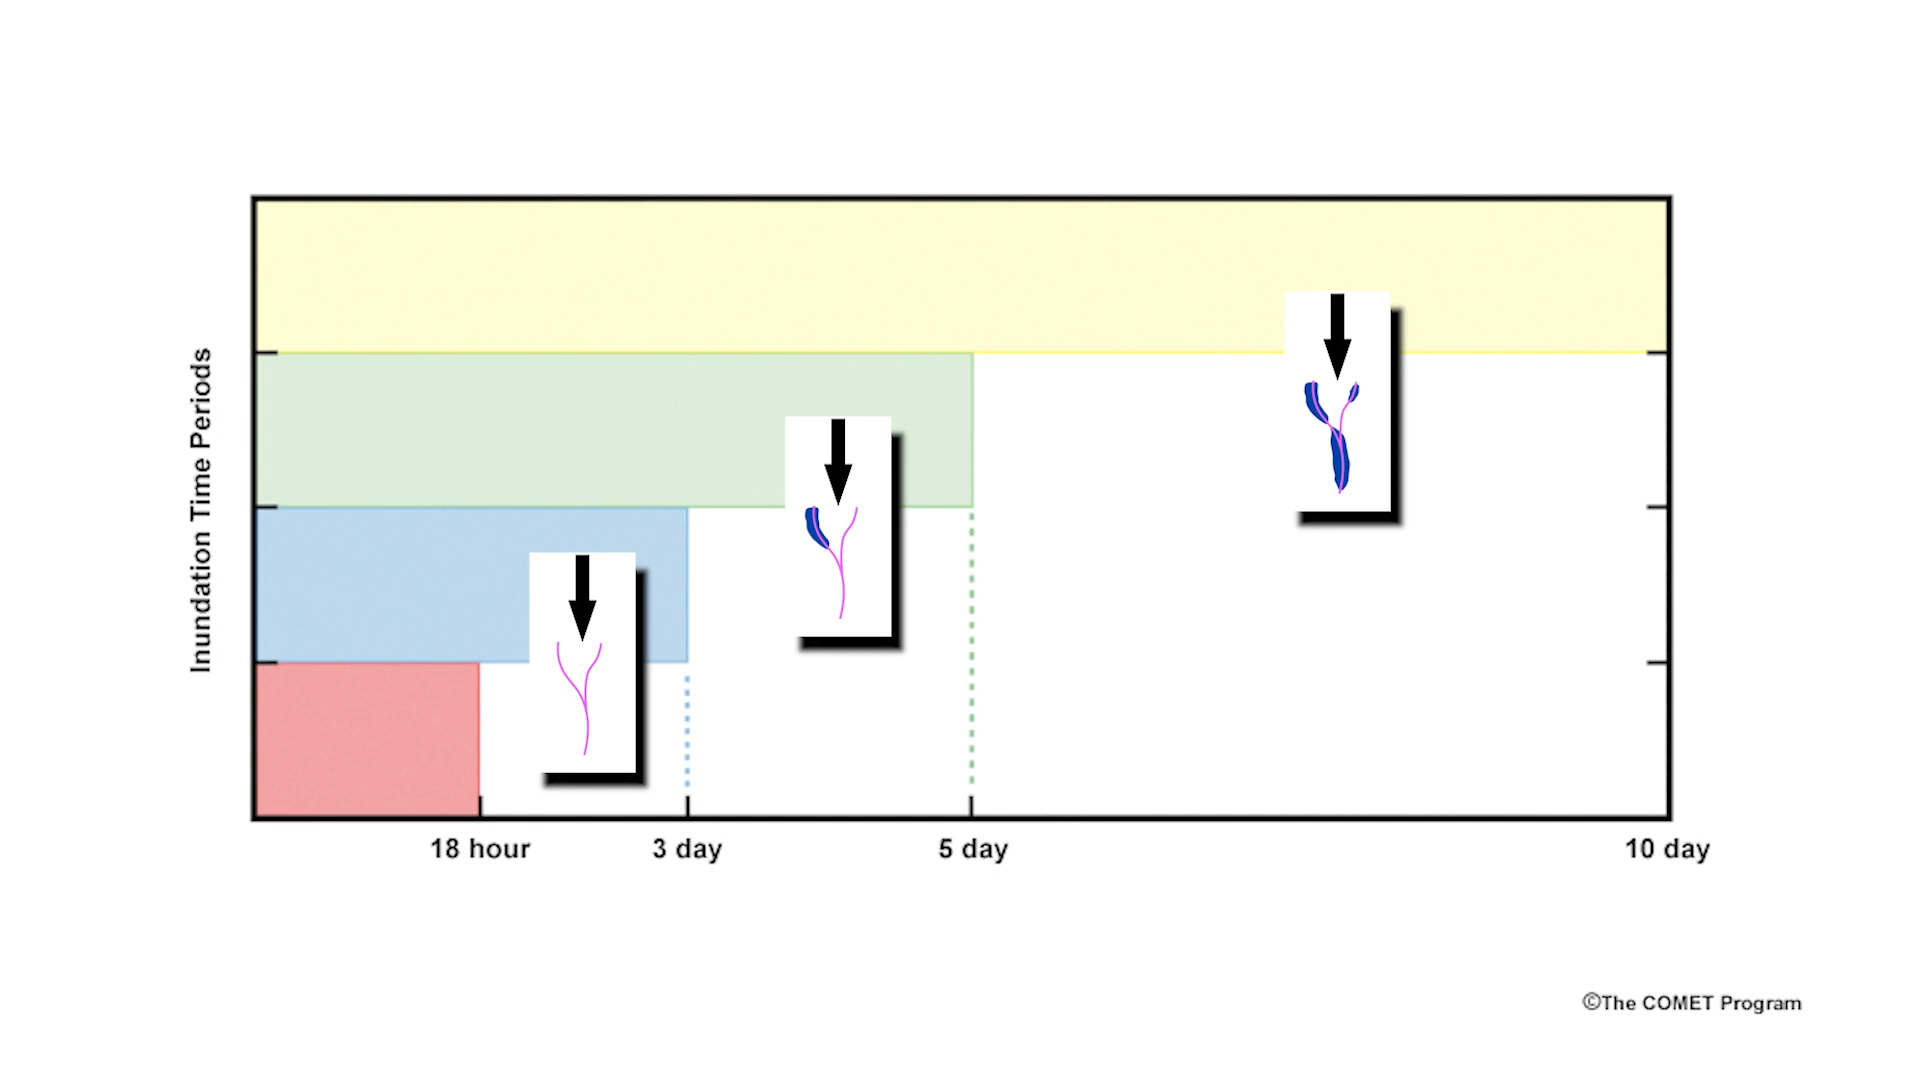 Inundation Time Periods
18 hour
3 day
5 day
10 day
©The COMET Program